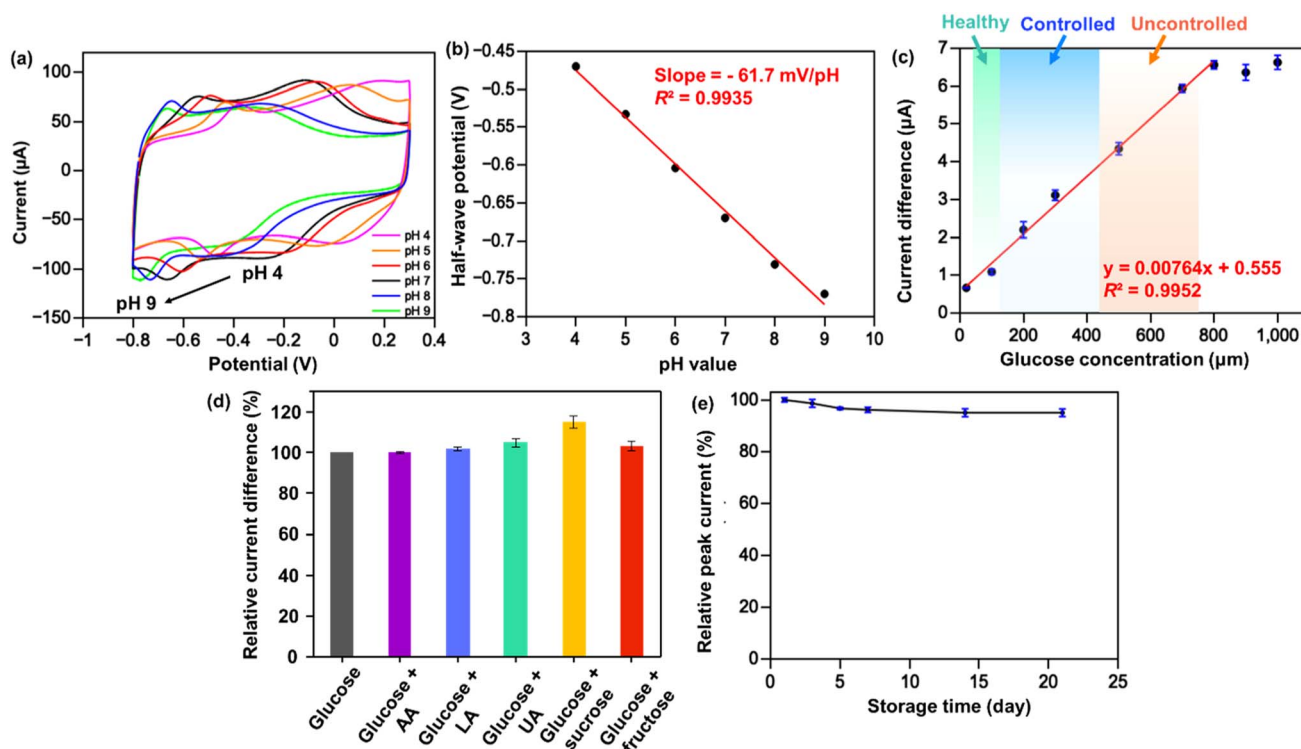 (a)
Current (µA)
100
50
0
−50
−100
−150
pH 9
pH 4
pH 4
pH 5
pH 6
pH 7
pH 8
pH 9
−1
−0.8
−0.6
−0.4
−0.2
0
0.2
0.4
Potential (V)
(b)
Half-wave potential (V)
−0.45
−0.55
−0.65
−0.75
−0.8
Slope = - 61.7 mV/pH
R² = 0.9935
3
4
5
6
7
8
9
10
pH value
Healthy
Controlled
Uncontrolled
(c)
Current difference (µA)
7
6
5
4
3
2
1
0
y = 0.00764x + 0.555
R² = 0.9952
0
200
400
600
800
1,000
Glucose concentration (µm)
(d)
Relative current difference (%)
120
100
80
60
40
20
0
Glucose
Glucose +
AA
Glucose +
LA
Glucose +
UA
Glucose +
sucrose
Glucose +
fructose
(e)
Relative peak current (%)
100
80
60
40
20
0
0
5
10
15
20
25
Storage time (day)